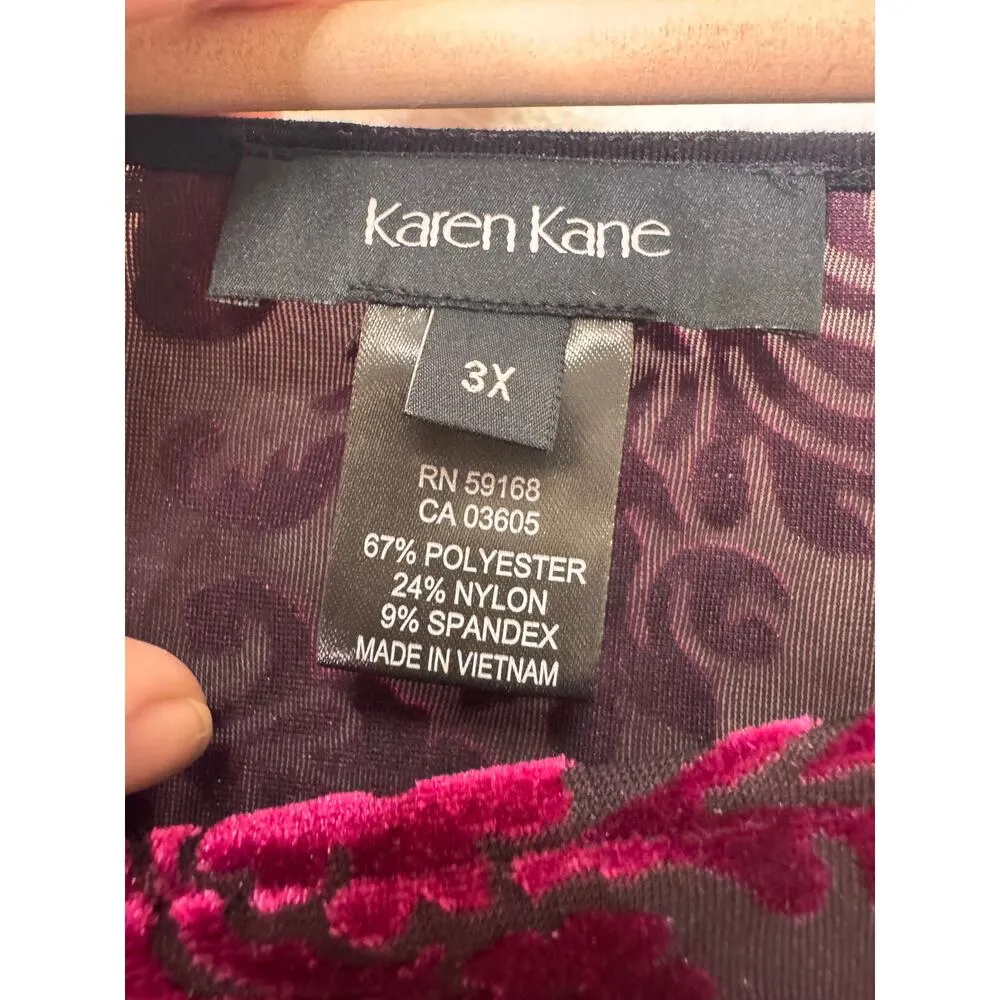 Karen Kane
3X
RN 59168
CA 03605
67% POLYESTER
24% NYLON
9% SPANDEX
MADE IN VIETNAM